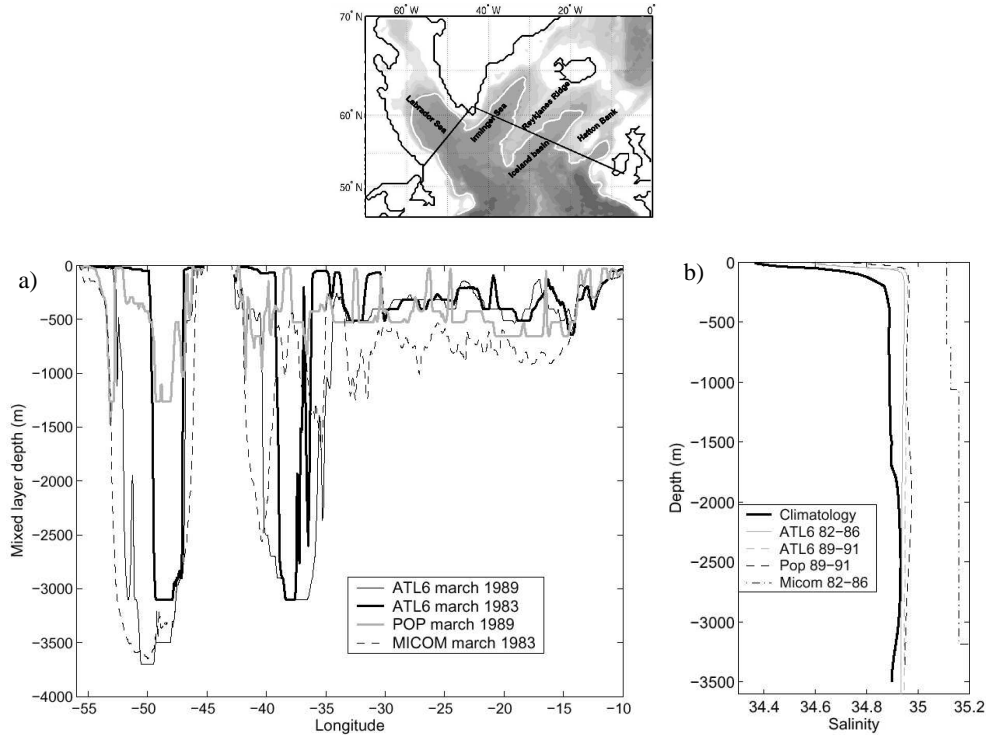 60° W 40° W 20° W 0°
70° N
60° N
50° N
Labrador Sea
Irminger Sea
Reykjanes Ridge
Iceland basin
Hatton Bank
a)
0
−500
−1000
−1500
−2000
−2500
−3000
−3500
−4000
Mixed layer depth (m)
−55 −50 −45 −40 −35 −30 −25 −20 −15 −10
Longitude
ATL6 march 1989
ATL6 march 1983
POP march 1989
MICOM march 1983
b)
0
−500
−1000
−1500
−2000
−2500
−3000
−3500
Depth (m)
34.4 34.6 34.8 35 35.2
Salinity
Climatology
ATL6 82−86
ATL6 89−91
Pop 89−91
Micom 82−86